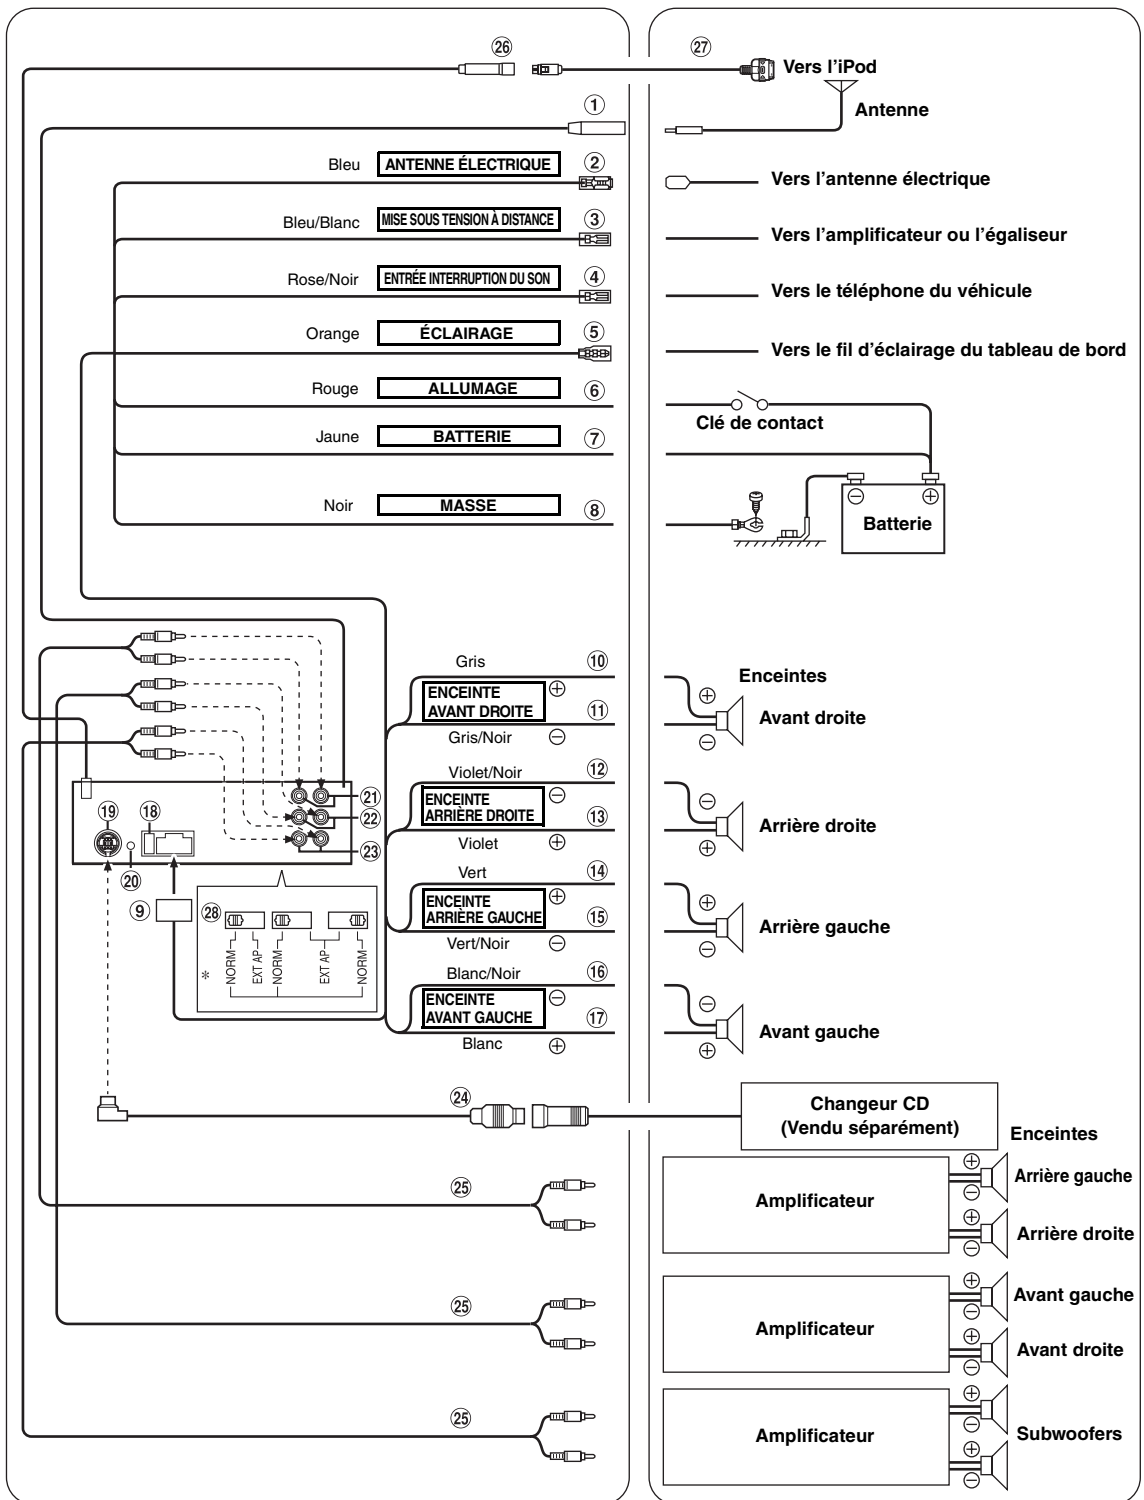 ㉖
㉗
Vers l'iPod
①
Antenne
Bleu
ANTENNE ÉLECTRIQUE
②
Vers l'antenne électrique
Bleu/Blanc
MISE SOUS TENSION À DISTANCE
③
Vers l'amplificateur ou l'égaliseur
Rose/Noir
ENTRÉE INTERRUPTION DU SON
④
Vers le téléphone du véhicule
Orange
ÉCLAIRAGE
⑤
Vers le fil d'éclairage du tableau de bord
Rouge
ALLUMAGE
⑥
Clé de contact
Jaune
BATTERIE
⑦
Noir
MASSE
⑧
⊖
⊕
Batterie
Gris
⑩
Enceintes
ENCEINTE
AVANT DROITE
⊕
⑪
⊕
Avant droite
⊖
Gris/Noir
⊖
Violet/Noir
⑫
ENCEINTE
ARRIÈRE DROITE
⊖
⑬
⊖
Arrière droite
⊕
Violet
⊕
㉑
㉒
㉓
⑲
⑱
⑳
⑨
Vert
⑭
ENCEINTE
ARRIÈRE GAUCHE
⊕
⑮
⊕
Arrière gauche
⊖
Vert/Noir
⊖
㉘
*
NORM
EXT AP
NORM
EXT AP
NORM
Blanc/Noir
⑯
ENCEINTE
AVANT GAUCHE
⊖
⑰
⊖
Avant gauche
⊕
Blanc
⊕
㉔
Changeur CD
(Vendu séparément)
Enceintes
㉕
Amplificateur
⊕
⊖
Arrière gauche
⊕
⊖
Arrière droite
㉕
Amplificateur
⊕
⊖
Avant gauche
⊕
⊖
Avant droite
㉕
Amplificateur
⊕
⊖
Subwoofers
⊕
⊖